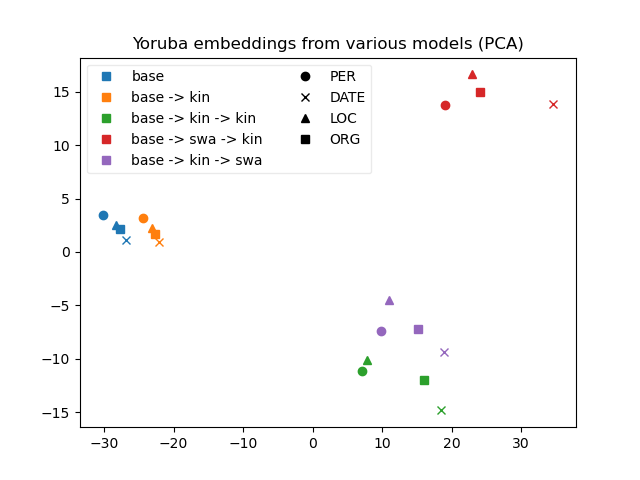 Yoruba embeddings from various models (PCA)
base
base -> kin
base -> kin -> kin
base -> swa -> kin
base -> kin -> swa
PER
DATE
LOC
ORG
15
10
5
0
−5
−10
−15
−30
−20
−10
0
10
20
30